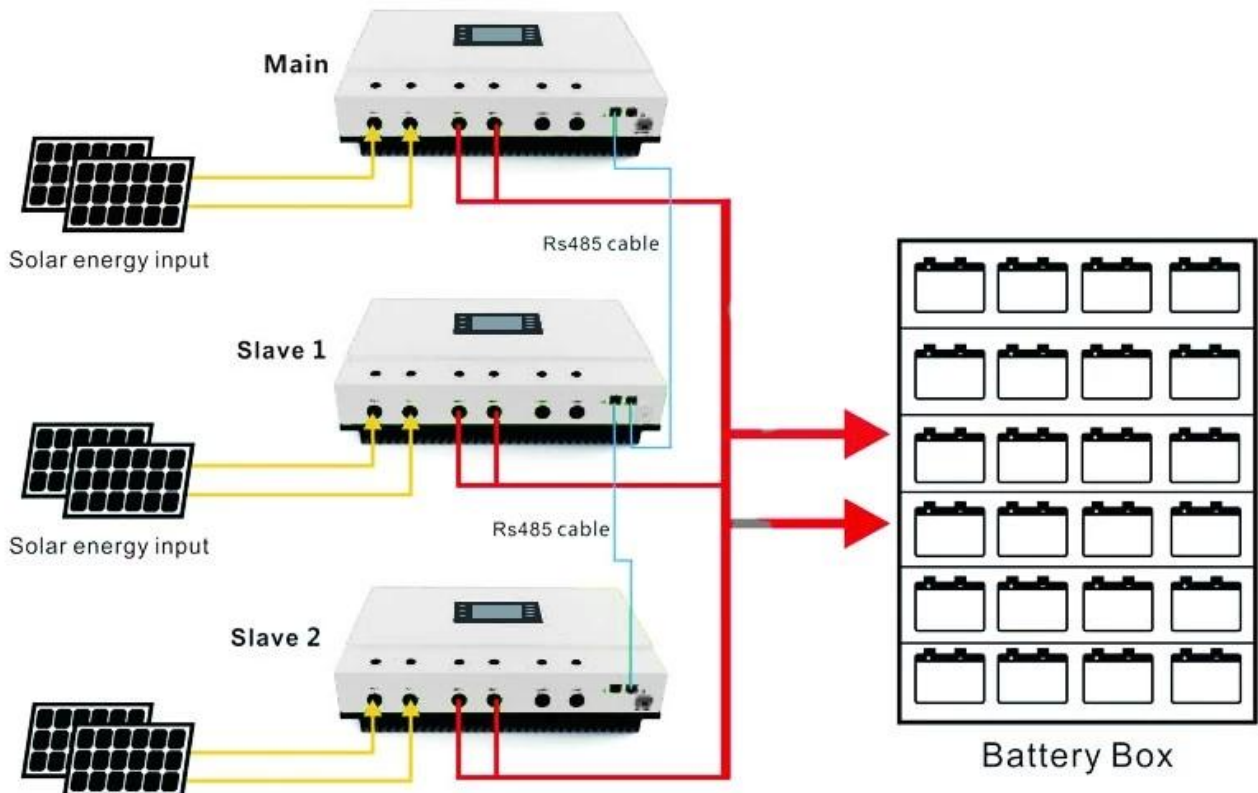 Main
Solar energy input
Rs485 cable
Slave 1
Solar energy input
Rs485 cable
Slave 2
Battery Box